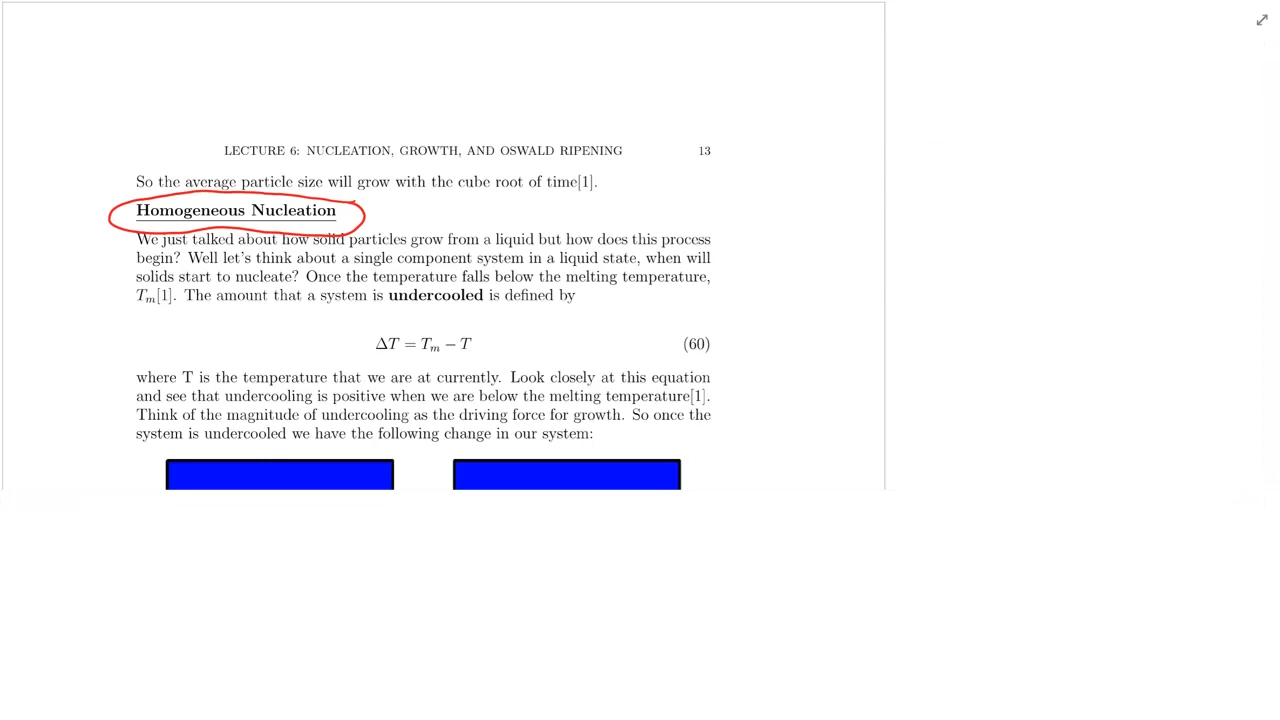 LECTURE 6: NUCLEATION, GROWTH, AND OSWALD RIPENING 13
So the average particle size will grow with the cube root of time[1].
Homogeneous Nucleation
We just talked about how solid particles grow from a liquid but how does this process
begin? Well let's think about a single component system in a liquid state, when will
solids start to nucleate? Once the temperature falls below the melting temperature,
Tₘ[1]. The amount that a system is undercooled is defined by
ΔT = Tₘ − T (60)
where T is the temperature that we are at currently. Look closely at this equation
and see that undercooling is positive when we are below the melting temperature[1].
Think of the magnitude of undercooling as the driving force for growth. So once the
system is undercooled we have the following change in our system: